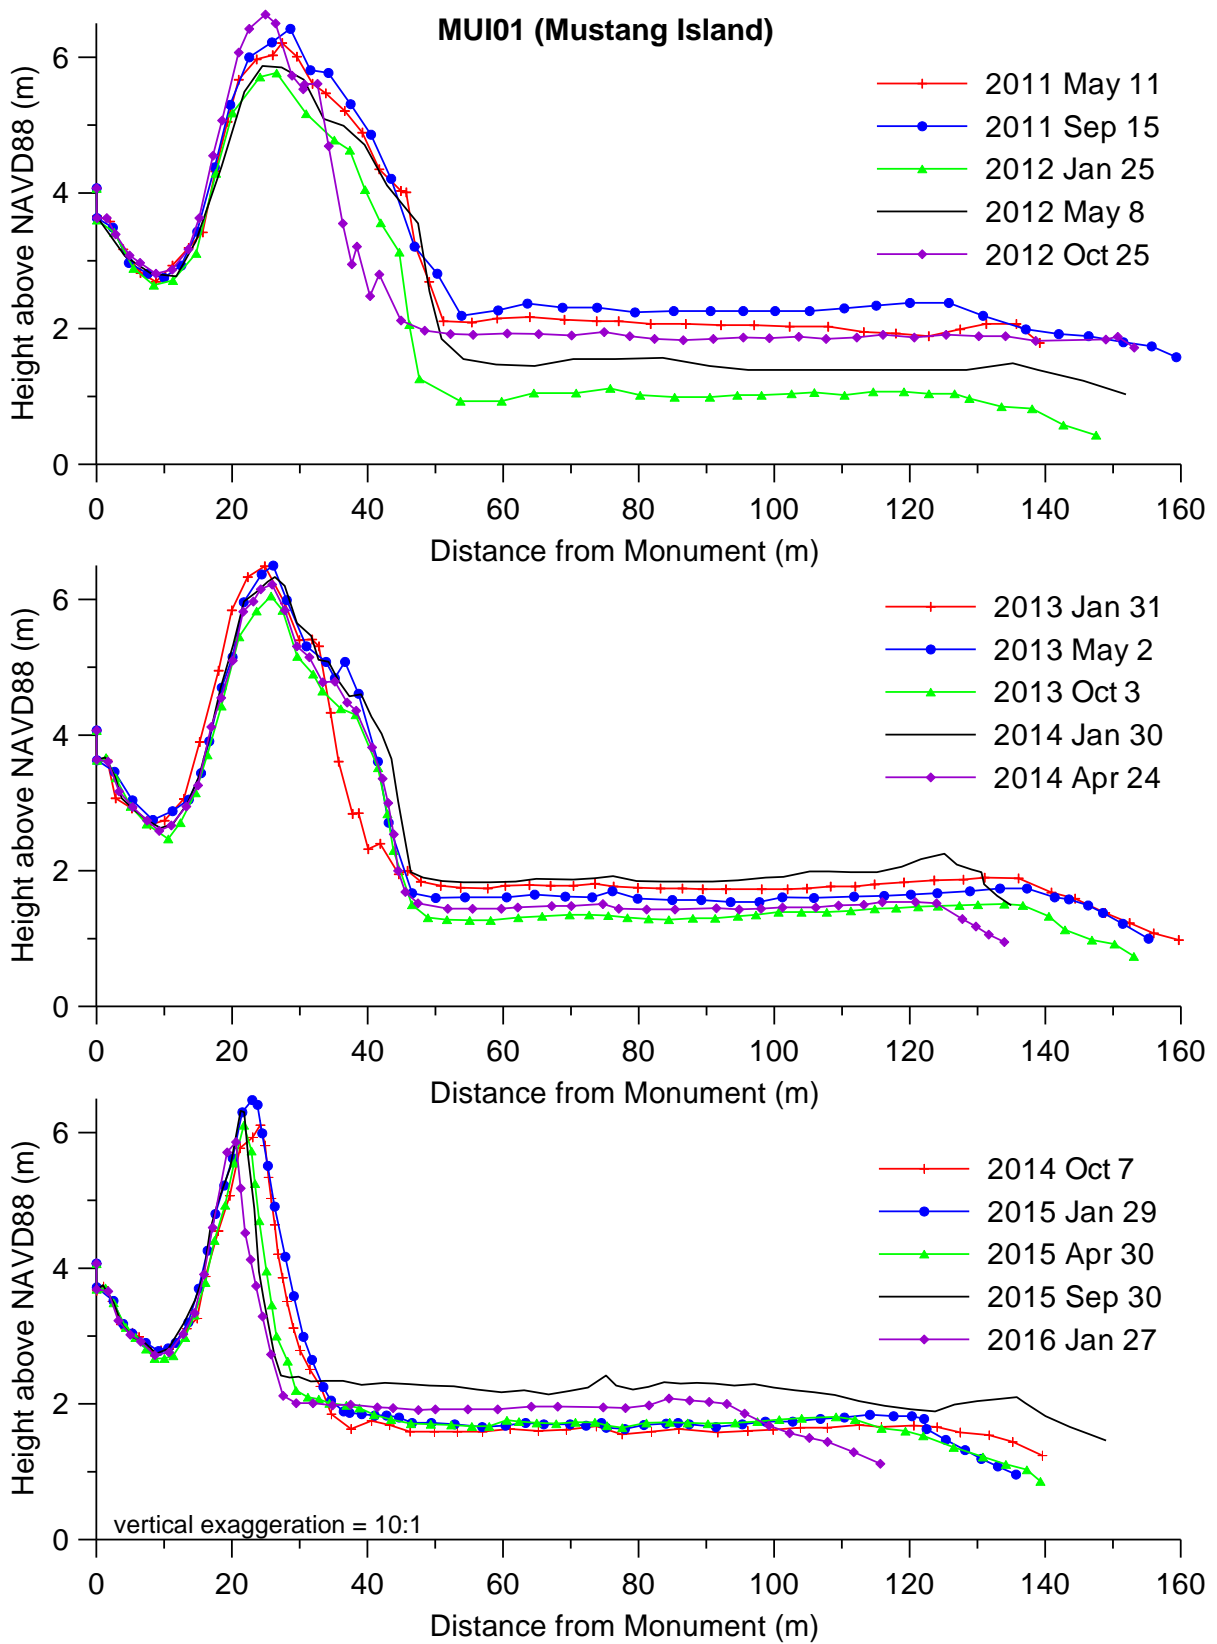 MUI01 (Mustang Island)
Height above NAVD88 (m)
6
4
2
0
2011 May 11
2011 Sep 15
2012 Jan 25
2012 May 8
2012 Oct 25
0 20 40 60 80 100 120 140 160
Distance from Monument (m)
Height above NAVD88 (m)
6
4
2
0
2013 Jan 31
2013 May 2
2013 Oct 3
2014 Jan 30
2014 Apr 24
0 20 40 60 80 100 120 140 160
Distance from Monument (m)
Height above NAVD88 (m)
6
4
2
0
2014 Oct 7
2015 Jan 29
2015 Apr 30
2015 Sep 30
2016 Jan 27
vertical exaggeration = 10:1
0 20 40 60 80 100 120 140 160
Distance from Monument (m)